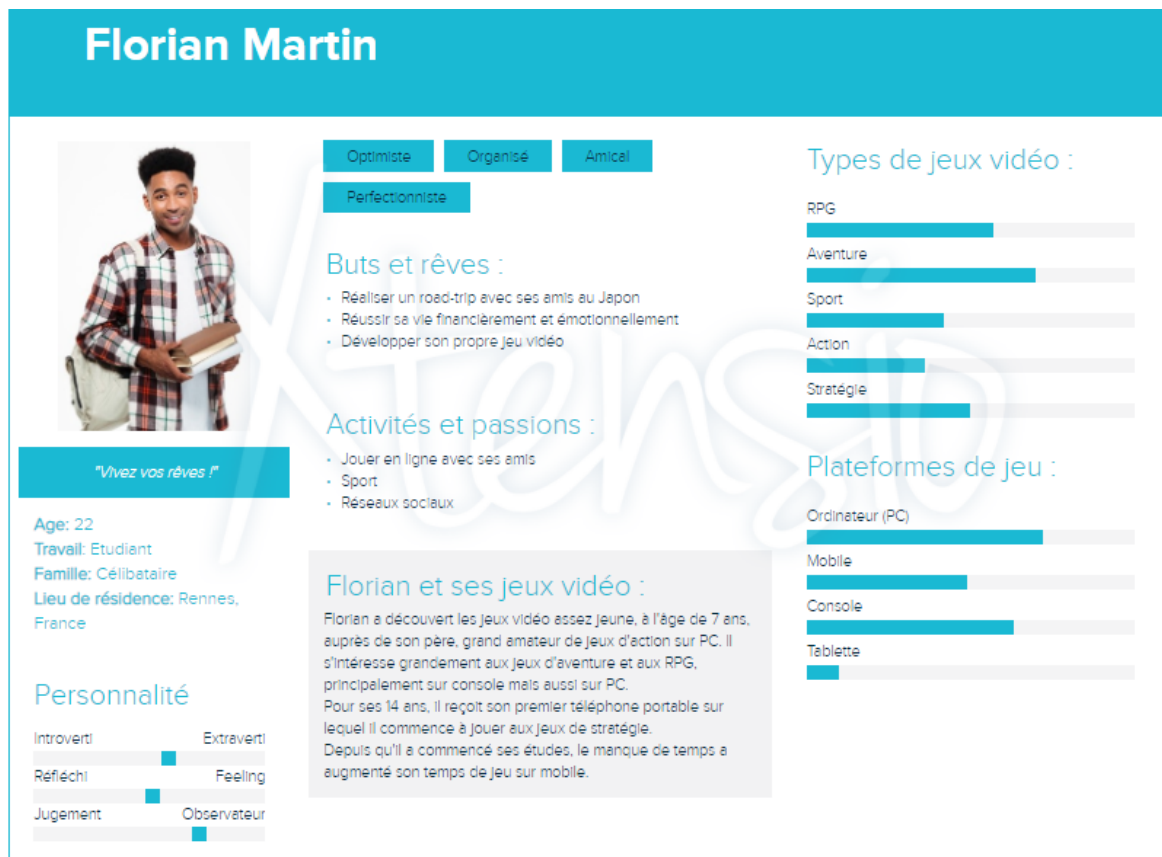 Florian Martin
"Vivez vos rêves !"
Age: 22
Travail: Etudiant
Famille: Célibataire
Lieu de résidence: Rennes,
France
Personnalité
Introverti Extraverti
Réfléchi Feeling
Jugement Observateur
Optimiste Organisé Amical
Perfectionniste
Buts et rêves :
• Réaliser un road-trip avec ses amis au Japon
• Réussir sa vie financièrement et émotionnellement
• Développer son propre jeu vidéo
Activités et passions :
• Jouer en ligne avec ses amis
• Sport
• Réseaux sociaux
Florian et ses jeux vidéo :
Florian a découvert les jeux vidéo assez jeune, à l'âge de 7 ans,
auprès de son père, grand amateur de jeux d'action sur PC. Il
s'intéresse grandement aux jeux d'aventure et aux RPG,
principalement sur console mais aussi sur PC.
Pour ses 14 ans, il reçoit son premier téléphone portable sur
lequel il commence à jouer aux jeux de stratégie.
Depuis qu'il a commencé ses études, le manque de temps a
augmenté son temps de jeu sur mobile.
Types de jeux vidéo :
RPG
Aventure
Sport
Action
Stratégie
Plateformes de jeu :
Ordinateur (PC)
Mobile
Console
Tablette
Xtensio